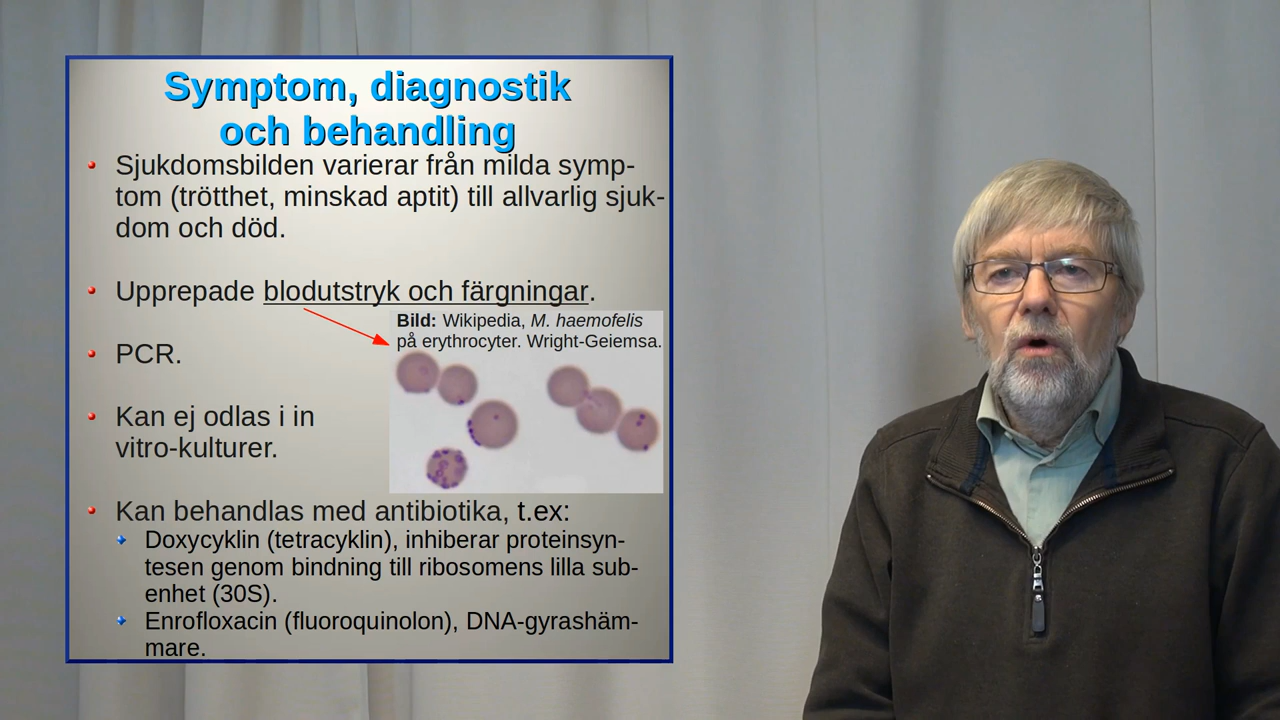 Symptom, diagnostik
och behandling
Sjukdomsbilden varierar från milda symp-
tom (trötthet, minskad aptit) till allvarlig sjuk-
dom och död.
Upprepade blodutstryk och färgningar.
Bild: Wikipedia, M. haemofelis
på erythrocyter. Wright-Geiemsa.
PCR.
Kan ej odlas i in
vitro-kulturer.
Kan behandlas med antibiotika, t.ex:
Doxycyklin (tetracyklin), inhiberar proteinsyn-
tesen genom bindning till ribosomens lilla sub-
enhet (30S).
Enrofloxacin (fluoroquinolon), DNA-gyrashäm-
mare.